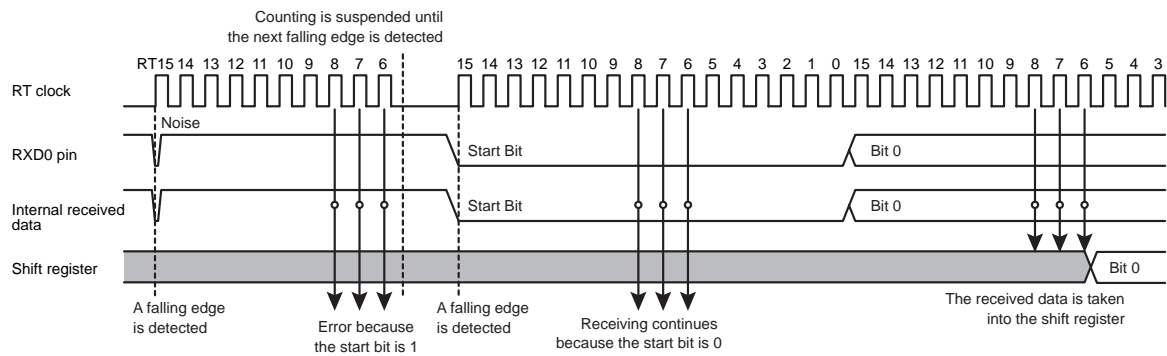 Counting is suspended until
the next falling edge is detected
RT 15 14 13 12 11 10 9 8 7 6 15 14 13 12 11 10 9 8 7 6 5 4 3 2 1 0 15 14 13 12 11 10 9 8 7 6 5 4 3
RT clock
Noise
RXD0 pin
Start Bit
Bit 0
Internal received
data
Start Bit
Bit 0
Shift register
Bit 0
A falling edge
is detected
Error because
the start bit is 1
A falling edge
is detected
Receiving continues
because the start bit is 0
The received data is taken
into the shift register